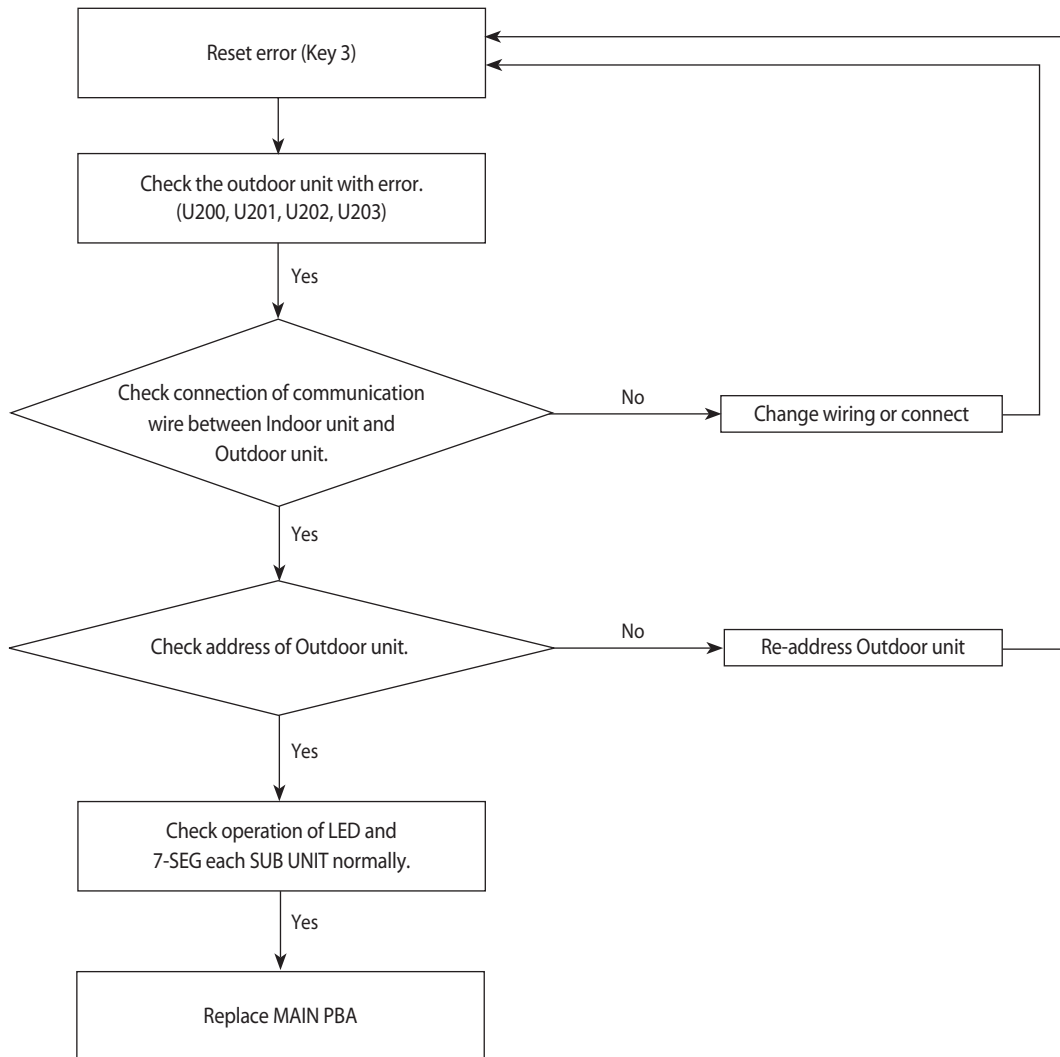 Reset error (Key 3)
Check the outdoor unit with error.
(U200, U201, U202, U203)
Yes
Check connection of communication
wire between Indoor unit and
Outdoor unit.
No
Change wiring or connect
Yes
Check address of Outdoor unit.
No
Re-address Outdoor unit
Yes
Check operation of LED and
7-SEG each SUB UNIT normally.
Yes
Replace MAIN PBA